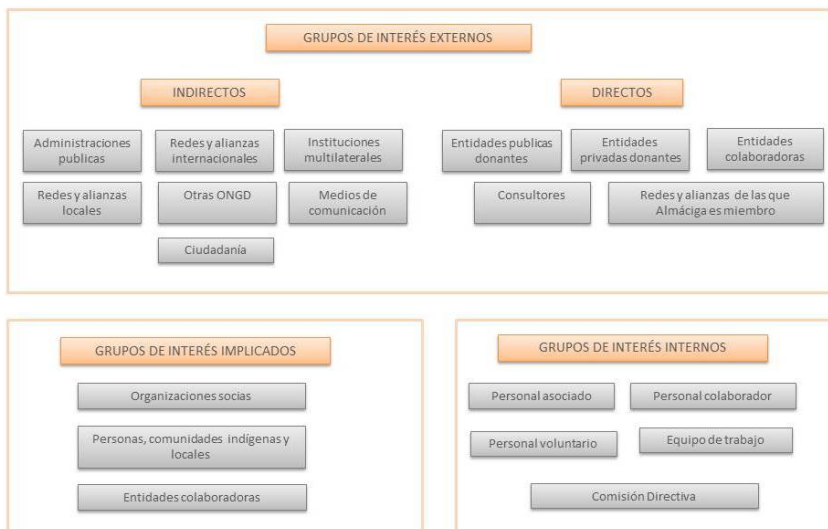 GRUPOS DE INTERÉS EXTERNOS
INDIRECTOS
Administraciones
publicas
Redes y alianzas
internacionales
Instituciones
multilaterales
Redes y alianzas
locales
Otras ONGD
Medios de
comunicación
Ciudadanía
DIRECTOS
Entidades publicas
donantes
Entidades
privadas donantes
Entidades
colaboradoras
Consultores
Redes y alianzas de las que
Almáciga es miembro
GRUPOS DE INTERÉS IMPLICADOS
Organizaciones socias
Personas, comunidades indígenas y
locales
Entidades colaboradoras
GRUPOS DE INTERÉS INTERNOS
Personal asociado
Personal colaborador
Personal voluntario
Equipo de trabajo
Comisión Directiva